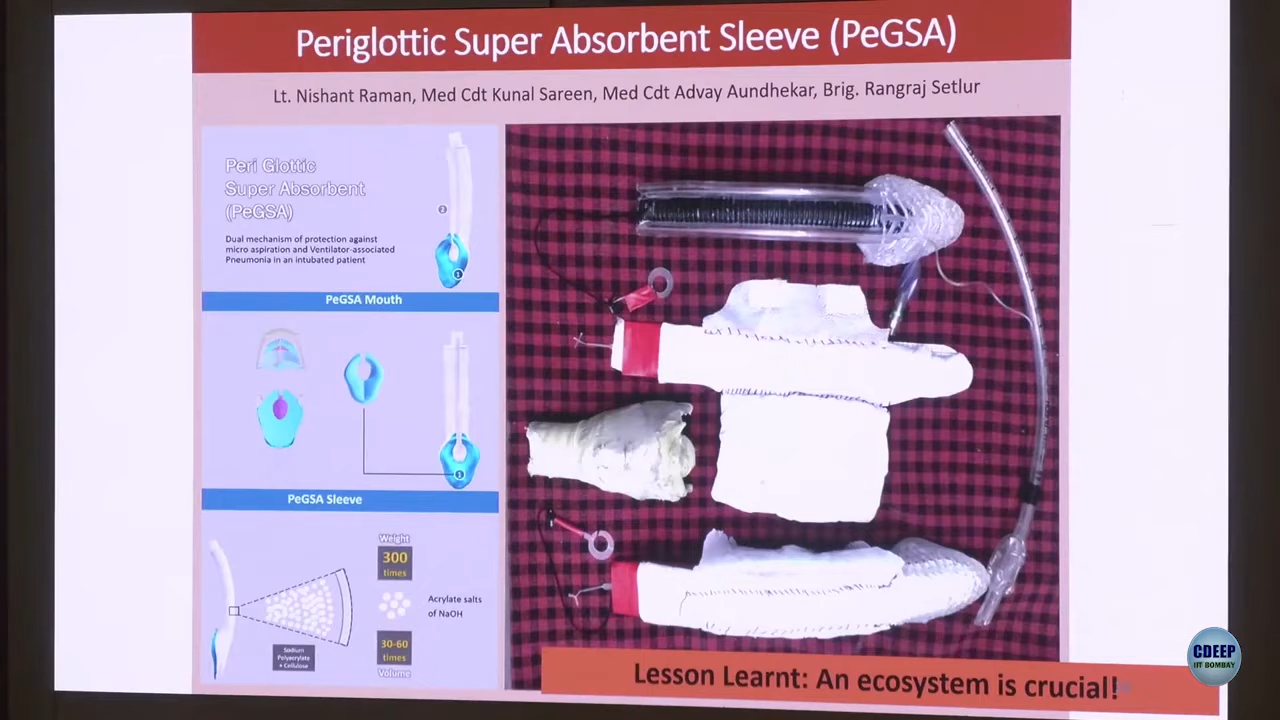 Periglottic Super Absorbent Sleeve (PeGSA)
Lt. Nishant Raman, Med Cdt Kunal Sareen, Med Cdt Advay Aundhekar, Brig. Rangraj Setlur
Peri Glottic
Super Absorbent
(PeGSA)
Dual mechanism of protection against
micro aspiration and Ventilator-associated
Pneumonia in an intubated patient
2
1
PeGSA Mouth
1
PeGSA Sleeve
Weight
300
times
Acrylate salts
of NaOH
30-60
times
Volume
Sodium
Polyacrylate
+ Cellulose
Lesson Learnt: An ecosystem is crucial!
CDEEP
IIT BOMBAY